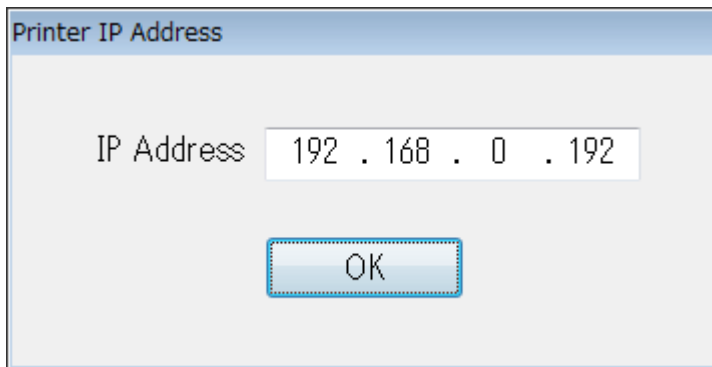 Printer IP Address
IP Address 192 . 168 . 0 . 192
OK